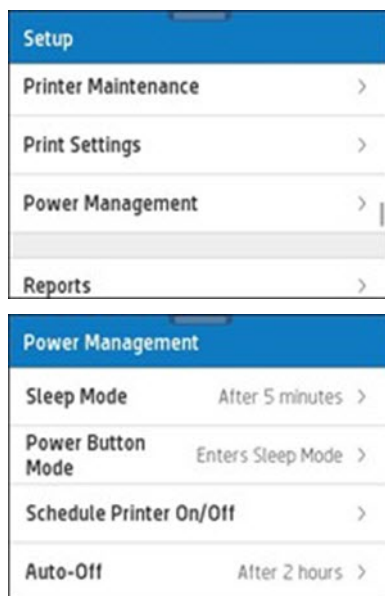 Setup
Printer Maintenance
Print Settings
Power Management
Reports
Power Management
Sleep Mode After 5 minutes
Power Button
Mode Enters Sleep Mode
Schedule Printer On/Off
Auto-Off After 2 hours